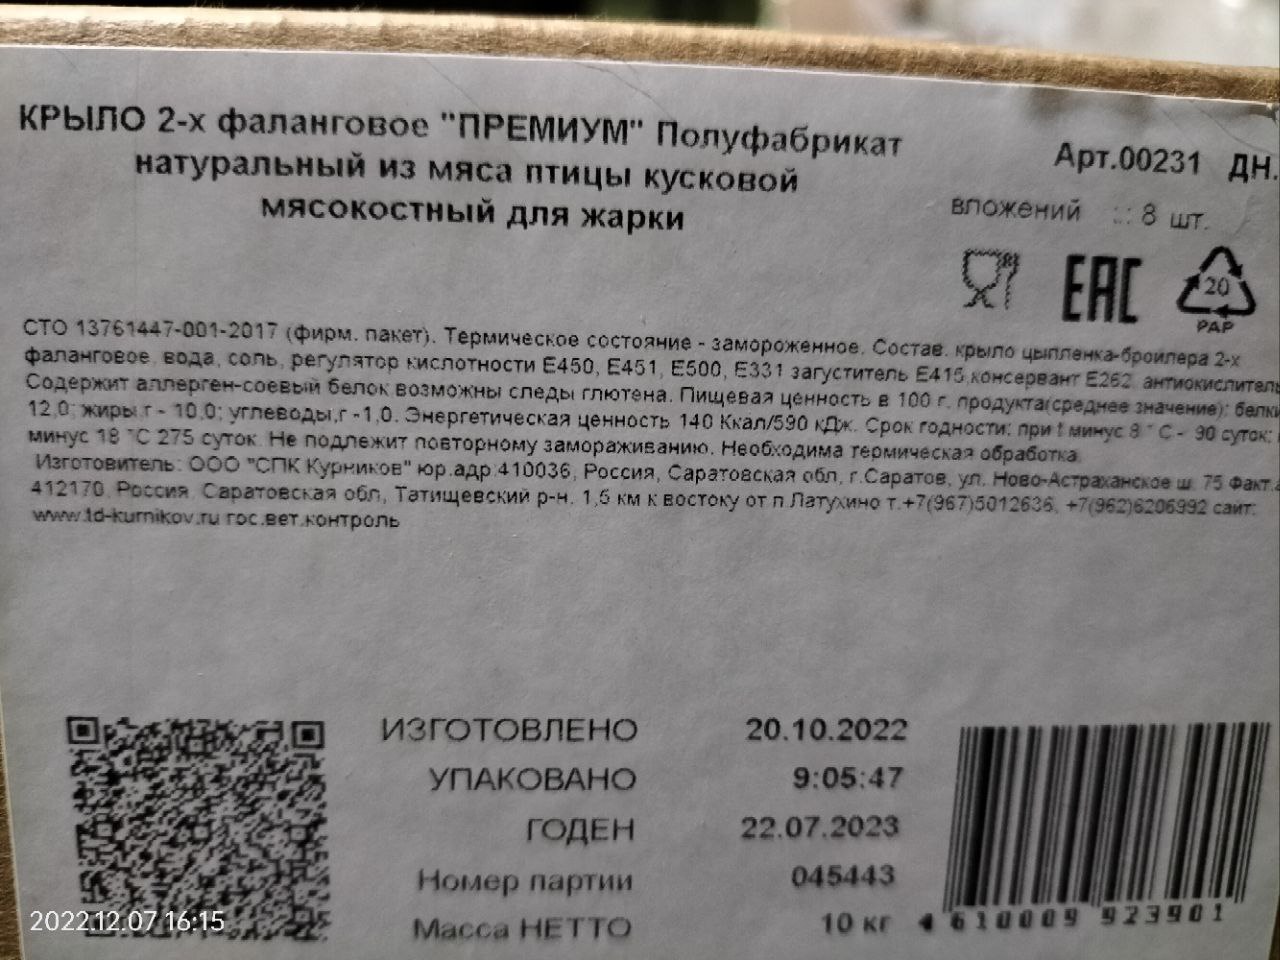 КРЫЛО 2-х фаланговое "ПРЕМИУМ" Полуфабрикат
натуральный из мяса птицы кусковой
мясокостный для жарки
Арт.00231 ДН.
вложений 8 шт.
EAC
20
PAP
СТО 13761447-001-2017 (фирм. пакет). Термическое состояние - замороженное. Состав: крыло цыпленка-бройлера 2-х
фаланговое, вода, соль, регулятор кислотности Е450, Е451, Е500, Е331 загуститель Е415,консервант Е262, антиокислитель
Содержит аллерген-соевый белок возможны следы глютена. Пищевая ценность в 100 г. продукта(среднее значение): белки
12,0; жиры,г - 10,0; углеводы,г -1,0. Энергетическая ценность 140 Ккал/590 кДж. Срок годности: при t минус 8 °С - 90 суток;
минус 18 °С 275 суток. Не подлежит повторному замораживанию. Необходима термическая обработка
Изготовитель: ООО "СПК Курников" юр.адр:410036, Россия, Саратовская обл, г.Саратов, ул. Ново-Астраханское ш. 75 Факт.а
412170, Россия, Саратовская обл, Татищевский р-н. 1,5 км к востоку от п.Латухино т.+7(967)5012636, +7(962)6206992 сайт:
www.td-kurnikov.ru гос.вет.контроль
ИЗГОТОВЛЕНО 20.10.2022
УПАКОВАНО 9:05:47
ГОДЕН 22.07.2023
Номер партии 045443
Масса НЕТТО 10 кг
4 610009 923901
2022.12.07 16:15